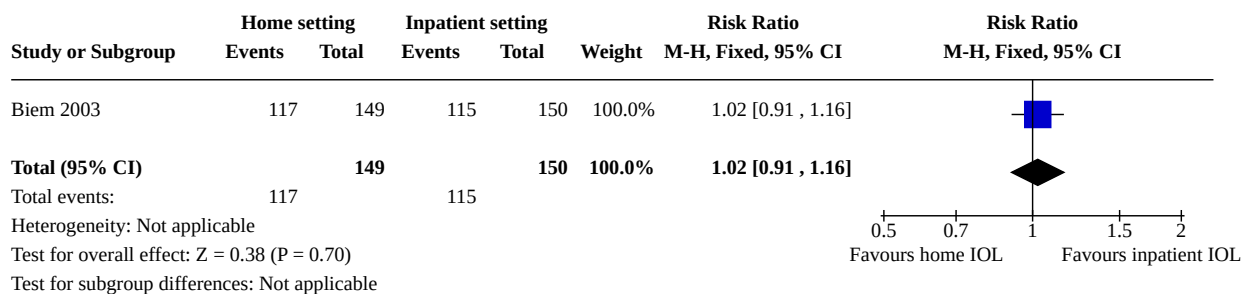 Home setting Inpatient setting Risk Ratio Risk Ratio
Study or Subgroup Events Total Events Total Weight M-H, Fixed, 95% CI M-H, Fixed, 95% CI
Biem 2003 117 149 115 150 100.0% 1.02 [0.91 , 1.16]
Total (95% CI) 149 150 100.0% 1.02 [0.91 , 1.16]
Total events: 117 115
Heterogeneity: Not applicable
0.5 0.7 1 1.5 2
Test for overall effect: Z = 0.38 (P = 0.70) Favours home IOL Favours inpatient IOL
Test for subgroup differences: Not applicable